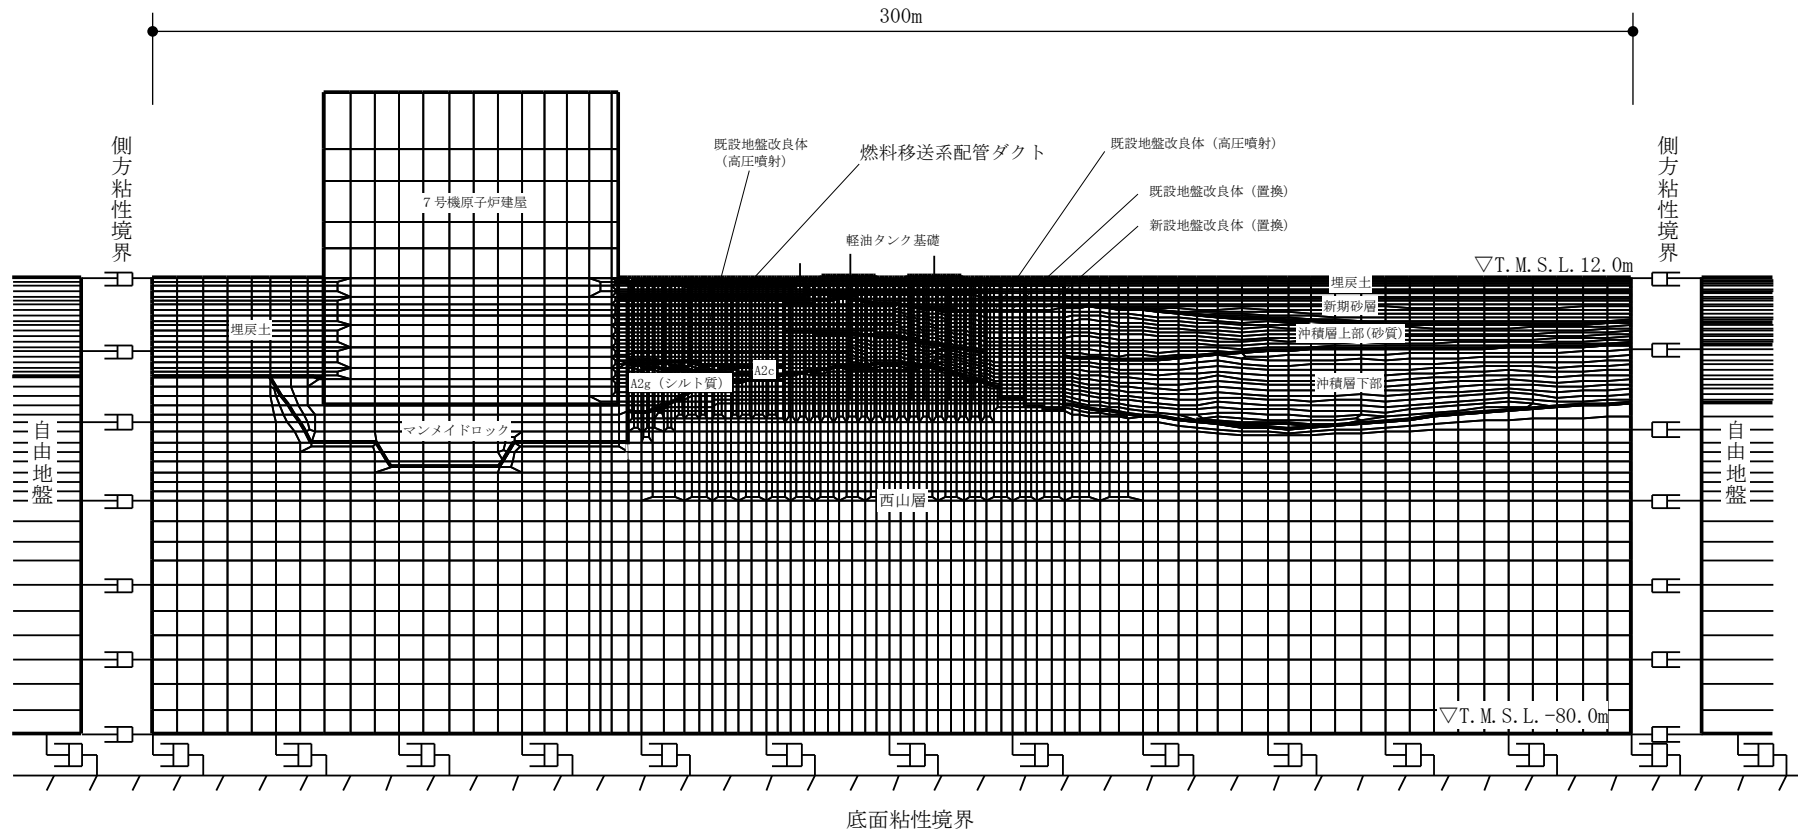 300m
側方粘性境界
側方粘性境界
既設地盤改良体
(高圧噴射)
燃料移送系配管ダクト
既設地盤改良体(高圧噴射)
既設地盤改良体(置換)
新設地盤改良体(置換)
7号機原子炉建屋
軽油タンク基礎
▽T.M.S.L.12.0m
埋戻土
新期砂層
沖積層上部(砂質)
埋戻土
A2c
A2g(シルト質)
沖積層下部
マンメイドロック
自由地盤
自由地盤
西山層
▽T.M.S.L.-80.0m
底面粘性境界